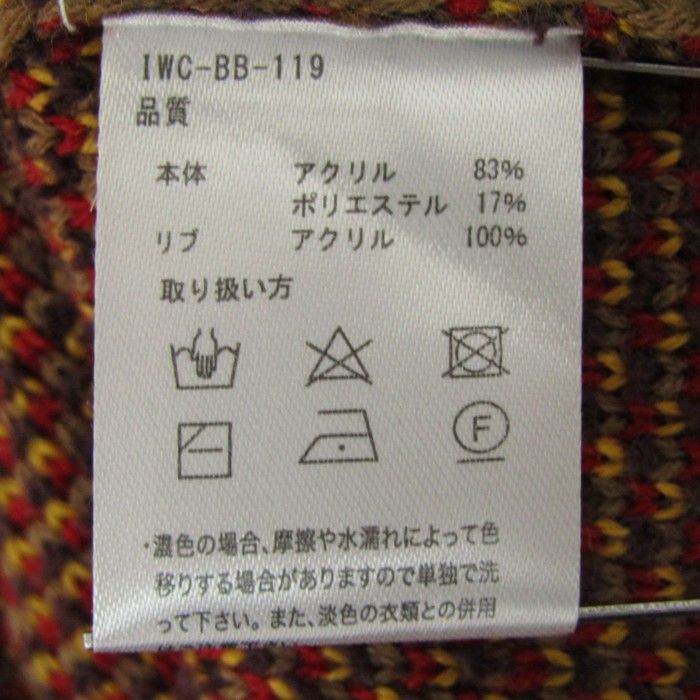 IWC-BB-119
品質
本体 アクリル 83%
ポリエステル 17%
リブ アクリル 100%
取り扱い方
F
・濃色の場合、摩擦や水濡れによって色
移りする場合がありますので単独で洗
って下さい。また、淡色の衣類との併用